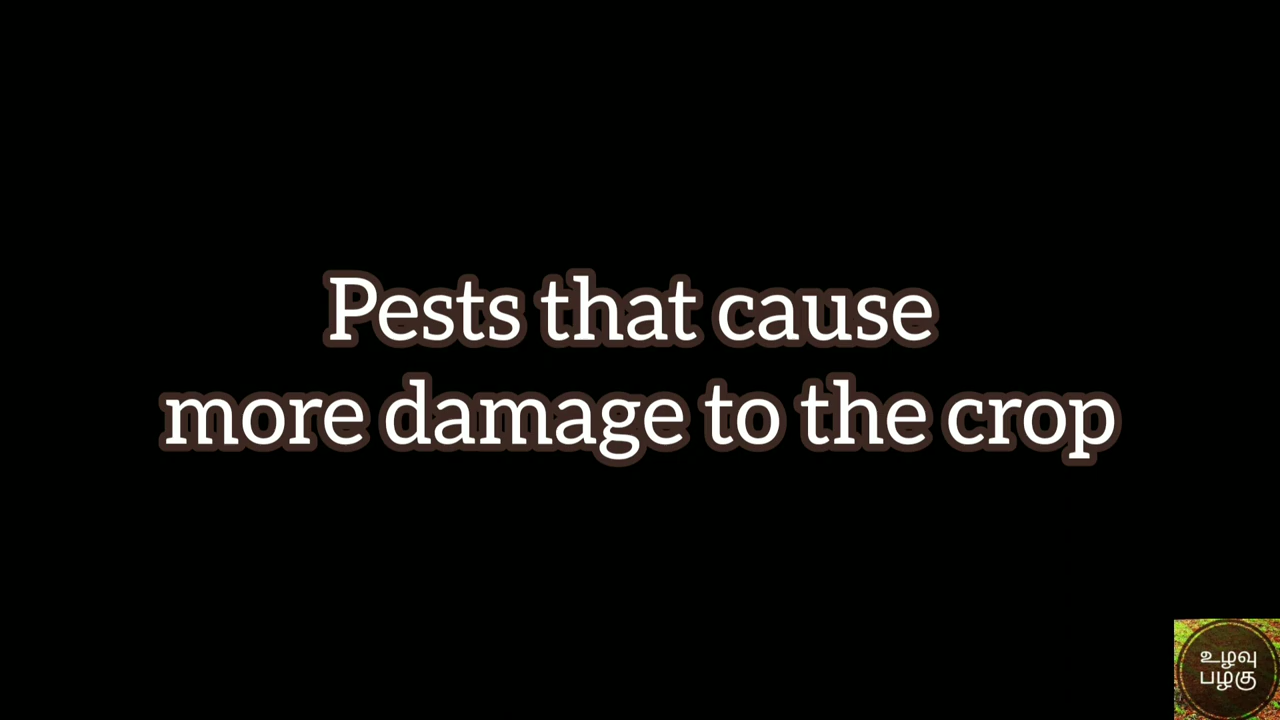 Pests that cause
more damage to the crop
உழவு
பழகு